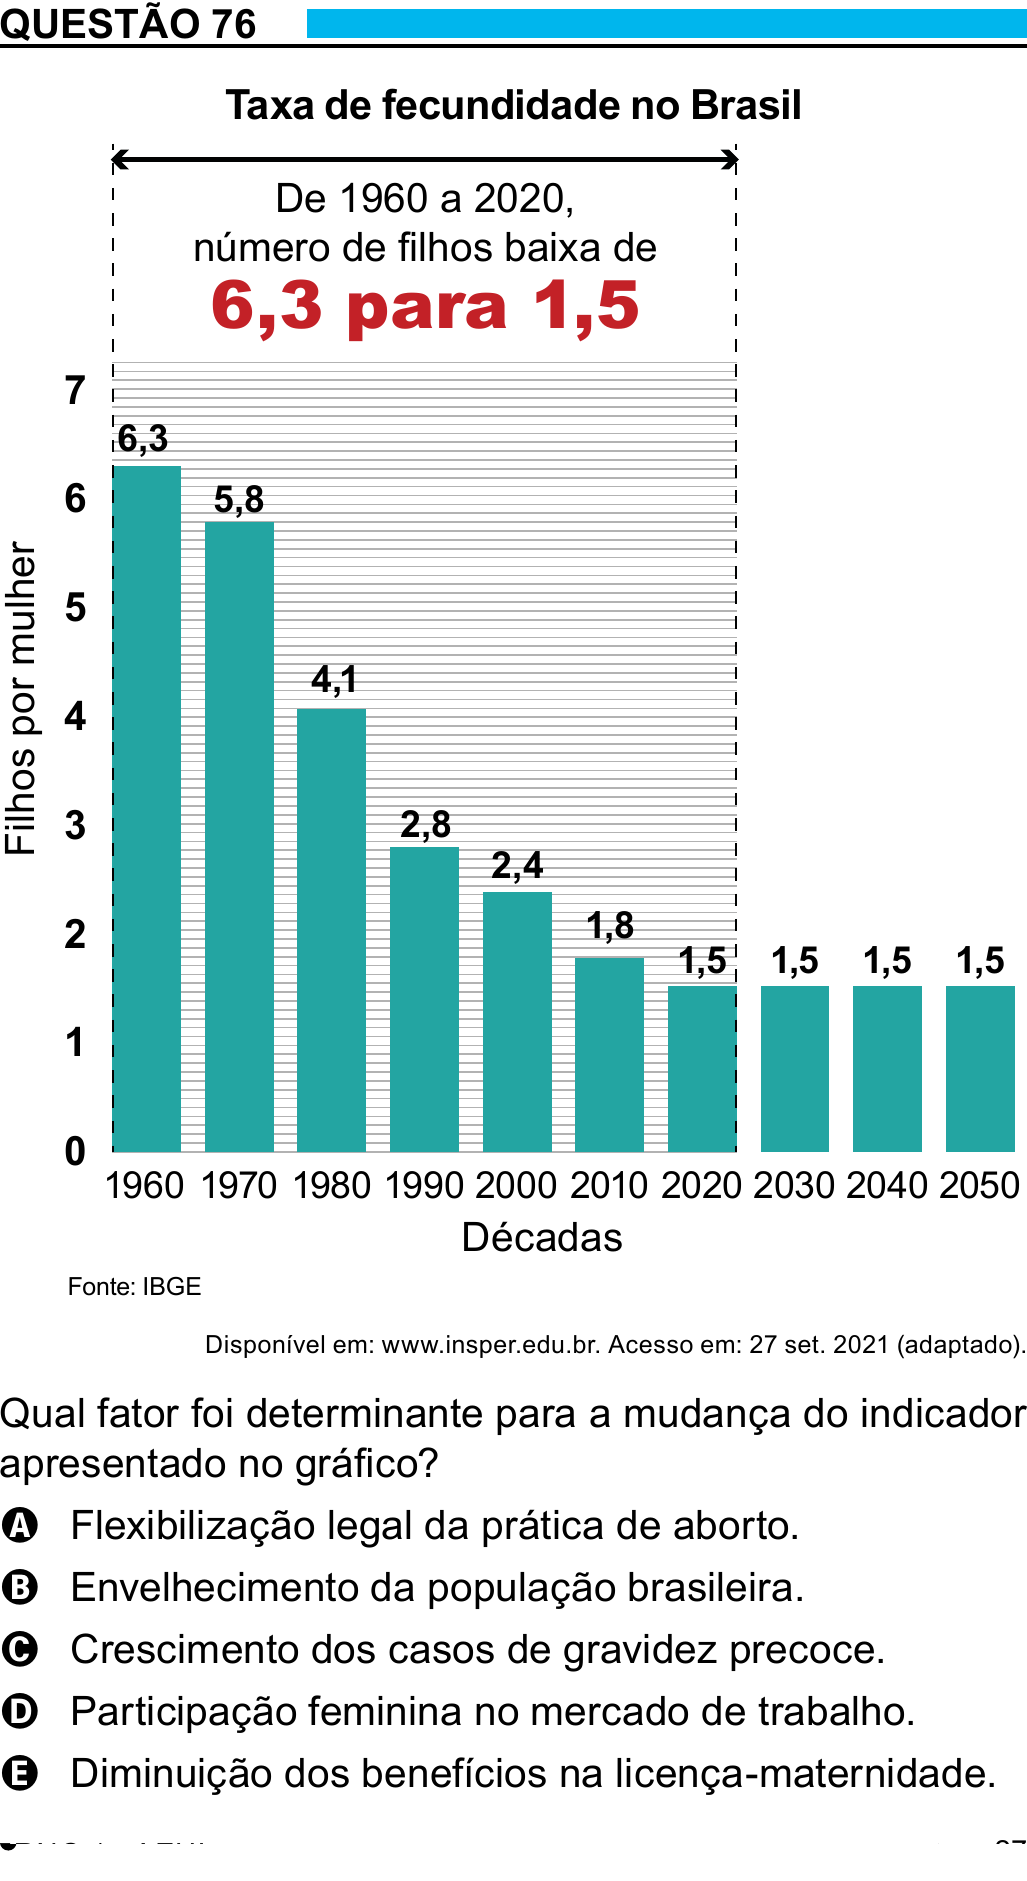 QUESTÃO 76
Taxa de fecundidade no Brasil
De 1960 a 2020,
número de filhos baixa de
6,3 para 1,5
Filhos por mulher
7
6
5
4
3
2
1
0
6,3
5,8
4,1
2,8
2,4
1,8
1,5
1,5
1,5
1,5
1960 1970 1980 1990 2000 2010 2020 2030 2040 2050
Décadas
Fonte: IBGE
Disponível em: www.insper.edu.br. Acesso em: 27 set. 2021 (adaptado).
Qual fator foi determinante para a mudança do indicador
apresentado no gráfico?
A Flexibilização legal da prática de aborto.
B Envelhecimento da população brasileira.
C Crescimento dos casos de gravidez precoce.
D Participação feminina no mercado de trabalho.
E Diminuição dos benefícios na licença-maternidade.